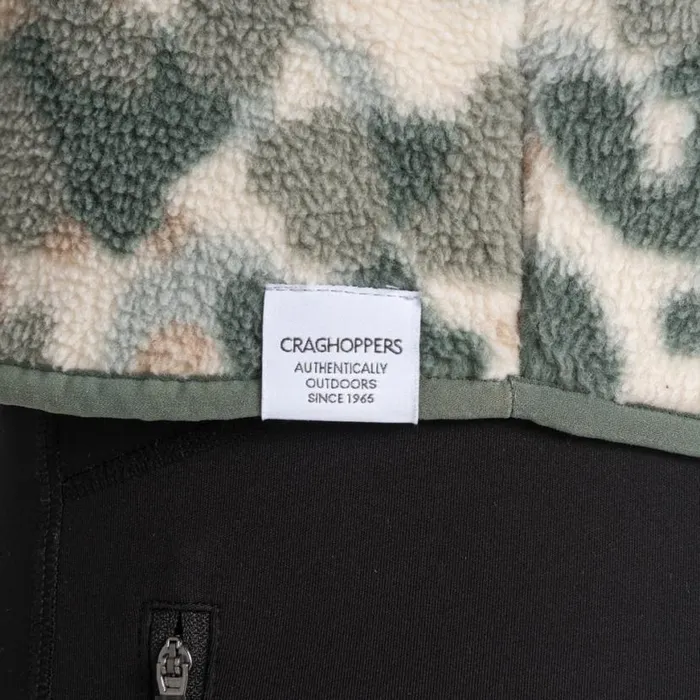 CRAGHOPPERS
AUTHENTICALLY
OUTDOORS
SINCE 1965